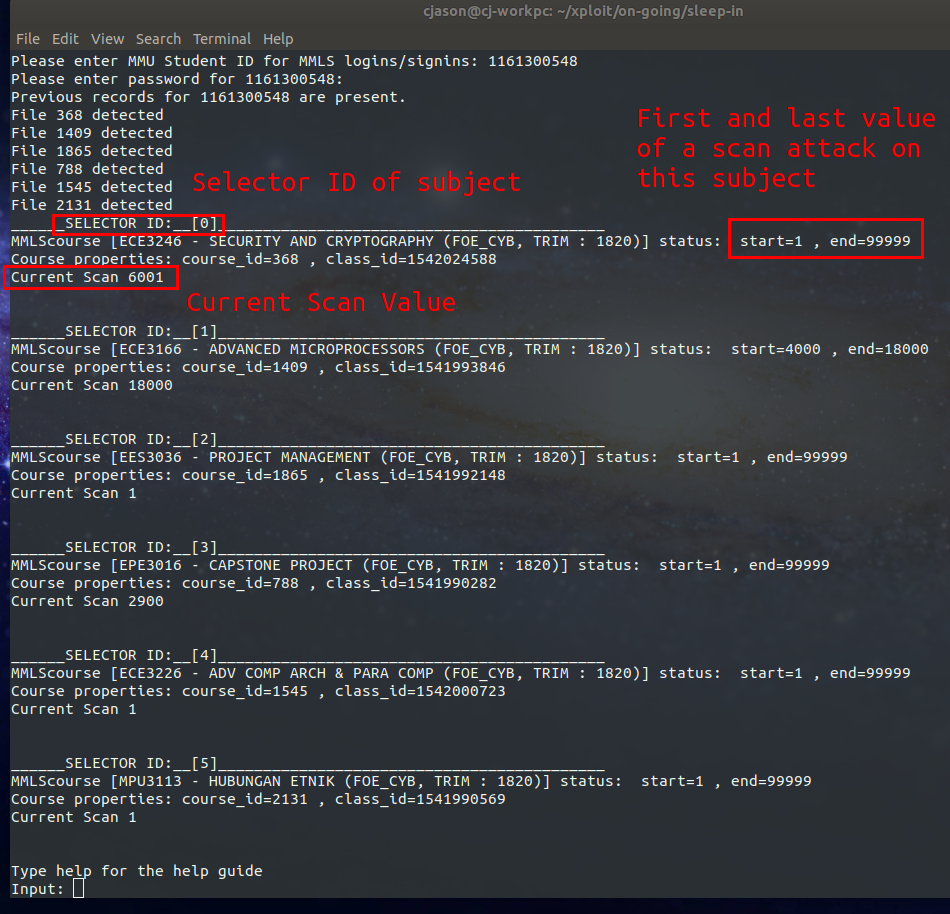 cjason@cj-workpc: ~/xploit/on-going/sleep-in
File Edit View Search Terminal Help
Please enter MMU Student ID for MMLS logins/signins: 1161300548
Please enter password for 1161300548:
Previous records for 1161300548 are present.
File 368 detected
File 1409 detected
File 1865 detected
File 788 detected
File 1545 detected
File 2131 detected
First and last value
of a scan attack on
this subject
Selector ID of subject
______SELECTOR ID:__[0]___________________________________________
MMLScourse [ECE3246 - SECURITY AND CRYPTOGRAPHY (FOE_CYB, TRIM : 1820)] status:  start=1 , end=99999
Course properties: course_id=368 , class_id=1542024588
Current Scan 6001
Current Scan Value
______SELECTOR ID:__[1]___________________________________________
MMLScourse [ECE3166 - ADVANCED MICROPROCESSORS (FOE_CYB, TRIM : 1820)] status:  start=4000 , end=18000
Course properties: course_id=1409 , class_id=1541993846
Current Scan 18000
______SELECTOR ID:__[2]___________________________________________
MMLScourse [EES3036 - PROJECT MANAGEMENT (FOE_CYB, TRIM : 1820)] status:  start=1 , end=99999
Course properties: course_id=1865 , class_id=1541992148
Current Scan 1
______SELECTOR ID:__[3]___________________________________________
MMLScourse [EPE3016 - CAPSTONE PROJECT (FOE_CYB, TRIM : 1820)] status:  start=1 , end=99999
Course properties: course_id=788 , class_id=1541990282
Current Scan 2900
______SELECTOR ID:__[4]___________________________________________
MMLScourse [ECE3226 - ADV COMP ARCH & PARA COMP (FOE_CYB, TRIM : 1820)] status:  start=1 , end=99999
Course properties: course_id=1545 , class_id=1542000723
Current Scan 1
______SELECTOR ID:__[5]___________________________________________
MMLScourse [MPU3113 - HUBUNGAN ETNIK (FOE_CYB, TRIM : 1820)] status:  start=1 , end=99999
Course properties: course_id=2131 , class_id=1541990569
Current Scan 1
Type help for the help guide
Input: